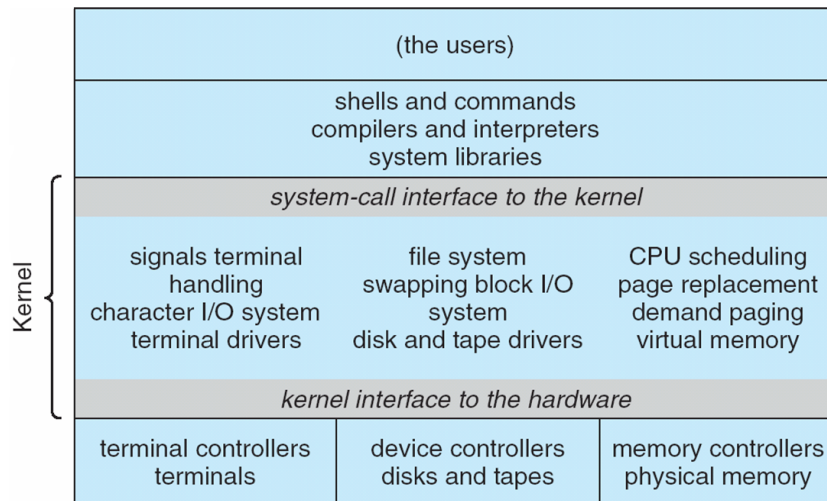 (the users)
shells and commands
compilers and interpreters
system libraries
Kernel
system-call interface to the kernel
signals terminal
handling
character I/O system
terminal drivers
file system
swapping block I/O
system
disk and tape drivers
CPU scheduling
page replacement
demand paging
virtual memory
kernel interface to the hardware
terminal controllers
terminals
device controllers
disks and tapes
memory controllers
physical memory